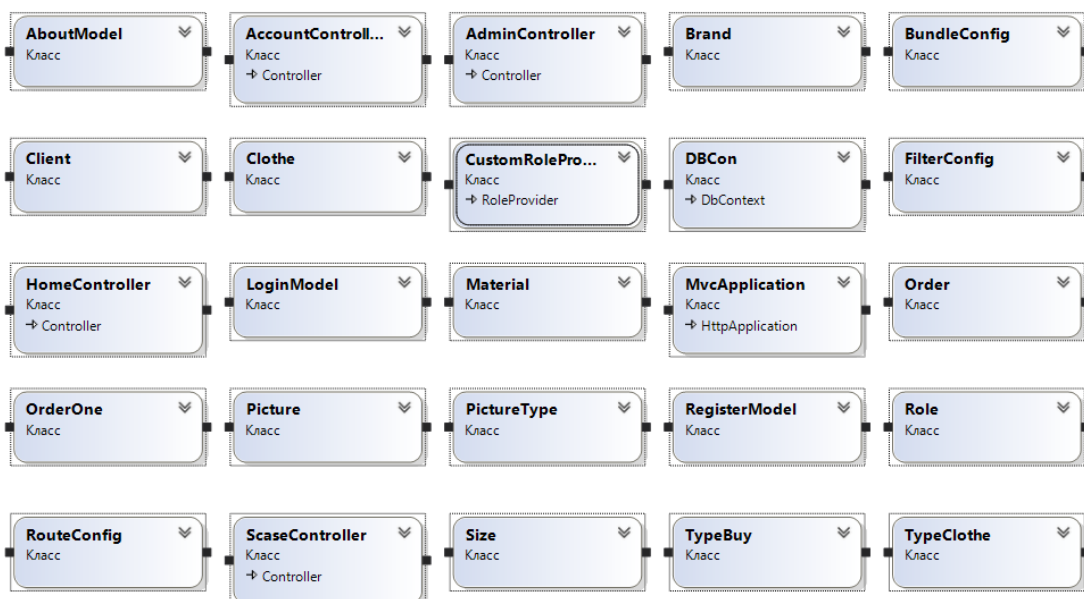 AboutModel
Класс
AccountControll...
Класс
Controller
AdminController
Класс
Controller
Brand
Класс
BundleConfig
Класс
Client
Класс
Clothe
Класс
CustomRolePro...
Класс
RoleProvider
DBCon
Класс
DbContext
FilterConfig
Класс
HomeController
Класс
Controller
LoginModel
Класс
Material
Класс
MvcApplication
Класс
HttpApplication
Order
Класс
OrderOne
Класс
Picture
Класс
PictureType
Класс
RegisterModel
Класс
Role
Класс
RouteConfig
Класс
ScaseController
Класс
Controller
Size
Класс
TypeBuy
Класс
TypeClothe
Класс